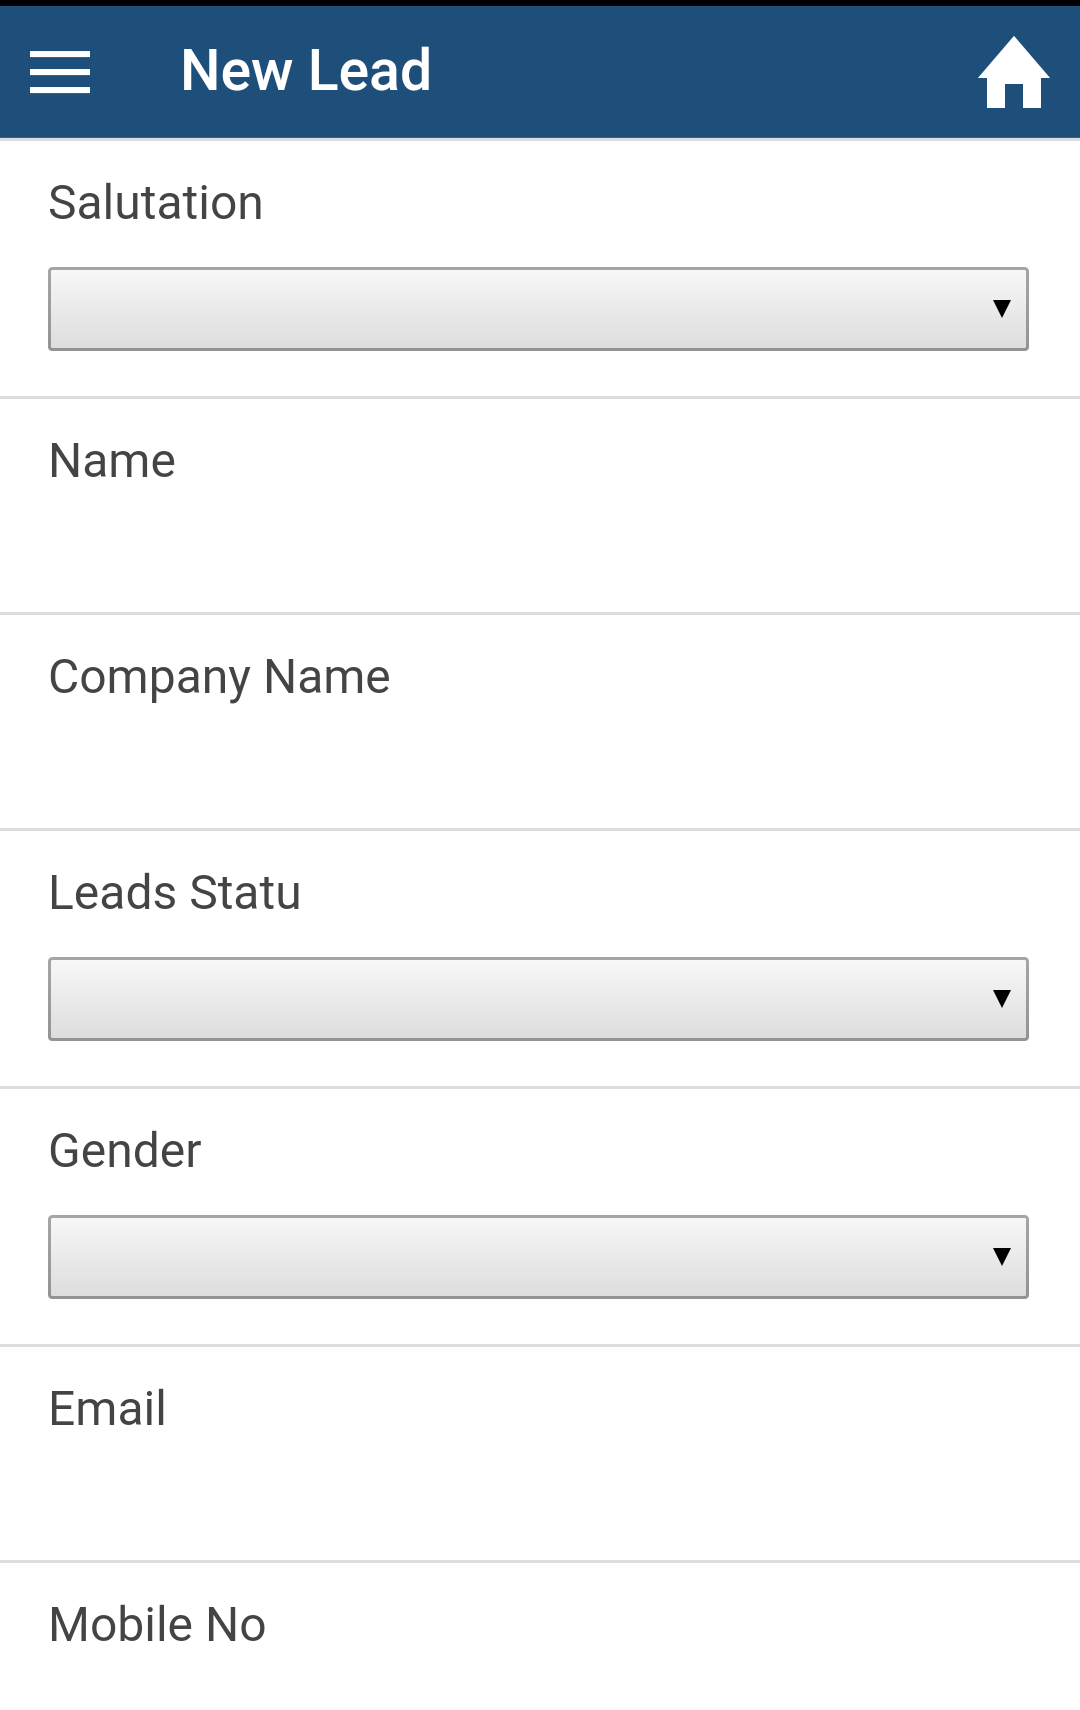 New Lead
Salutation
Name
Company Name
Leads Statu
Gender
Email
Mobile No